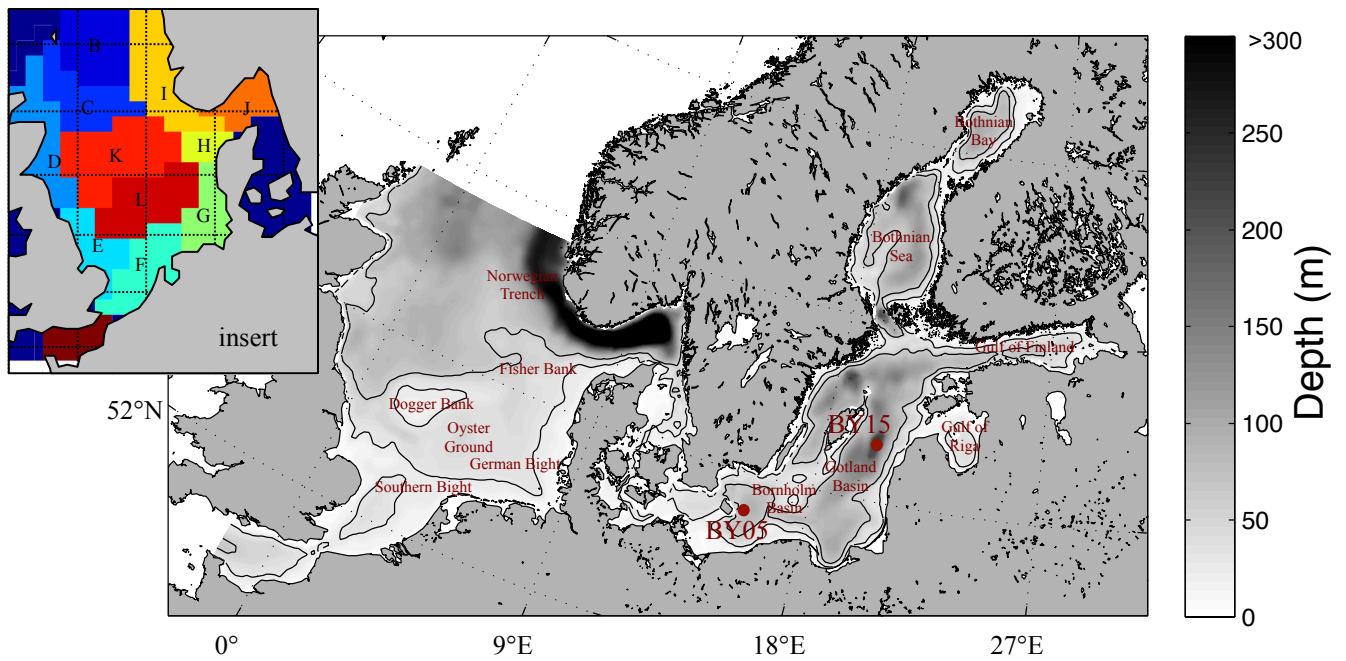 B
C
I
J
D
K
H
L
G
E
F
insert
Bothnian
Bay
Bothnian
Sea
Norwegian
Trench
Gulf of Finland
Fisher Bank
Dogger Bank
Oyster
Ground
German Bight
Southern Bight
BY15
Gulf of
Riga
Gotland
Basin
Bornholm
Basin
BY05
52°N
0°
9°E
18°E
27°E
>300
250
200
150
100
50
0
Depth (m)